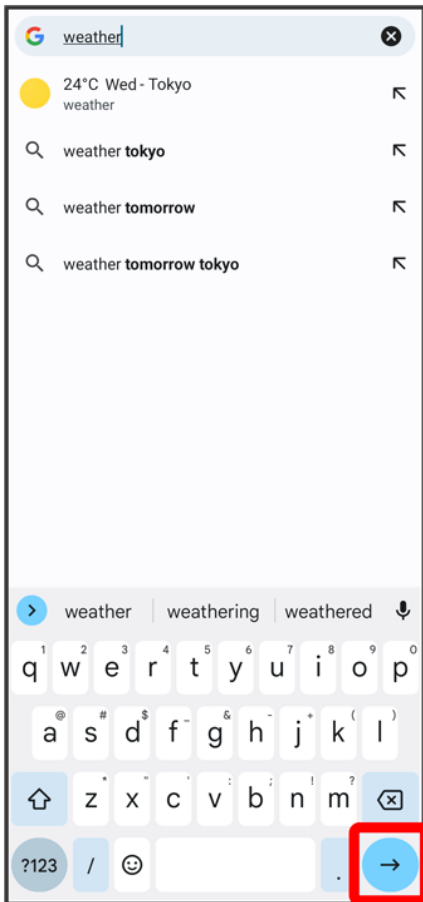 weather
24°C Wed - Tokyo
weather
weather tokyo
weather tomorrow
weather tomorrow tokyo
weather weathering weathered
1 2 3 4 5 6 7 8 9 0
q w e r t y u i o p
@ # $ _ & - + ( )
a s d f g h j k l
* " ' : ; ! ?
z x c v b n m
?123 / .